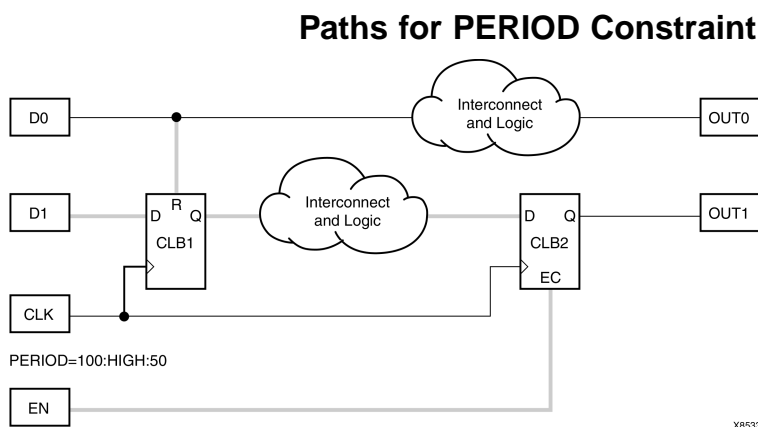 Paths for PERIOD Constraint
D0
Interconnect
and Logic
OUT0
D1
R
D
Q
CLB1
Interconnect
and Logic
D
Q
CLB2
EC
OUT1
CLK
PERIOD=100:HIGH:50
EN